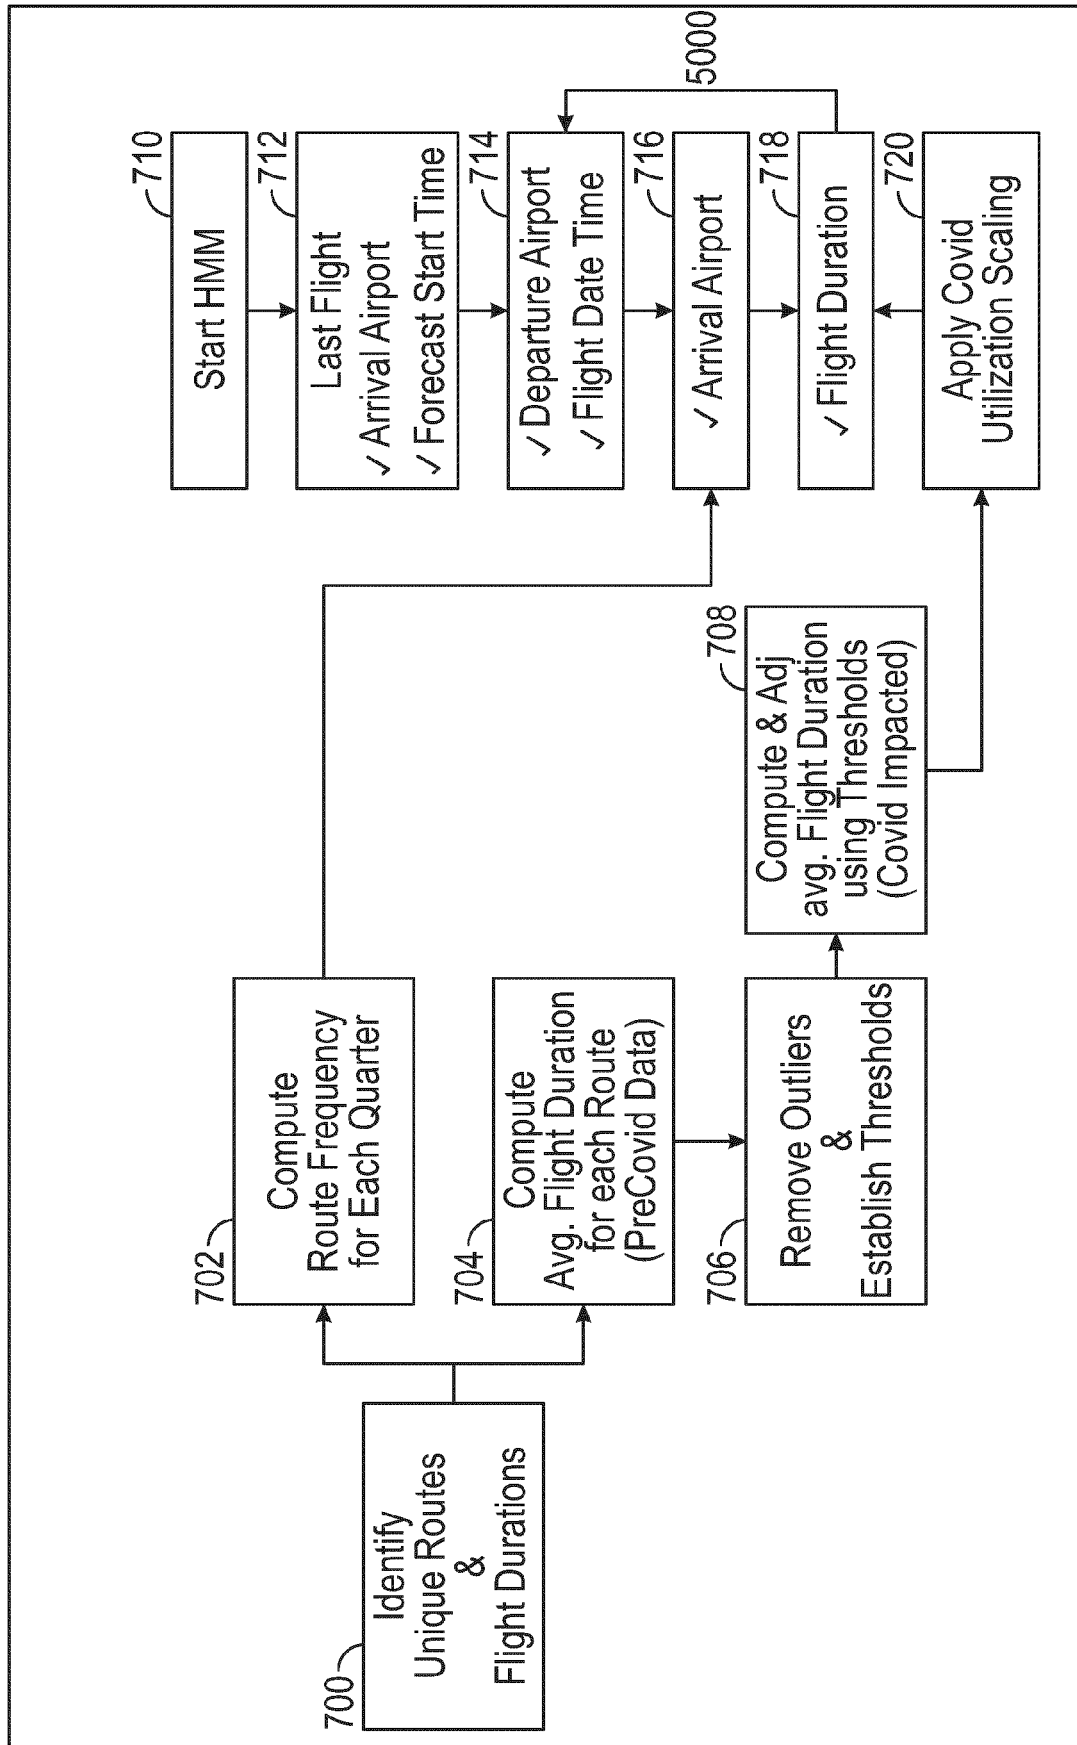 700
Identify
Unique Routes
&
Flight Durations
702
Compute
Route Frequency
for Each Quarter
704
Compute
Avg. Flight Duration
for each Route
(PreCovid Data)
706
Remove Outliers
&
Establish Thresholds
708
Compute & Adj
avg. Flight Duration
using Thresholds
(Covid Impacted)
710
Start HMM
712
Last Flight
✓ Arrival Airport
✓ Forecast Start Time
714
✓ Departure Airport
✓ Flight Date Time
716
✓ Arrival Airport
718
✓ Flight Duration
5000
720
Apply Covid
Utilization Scaling